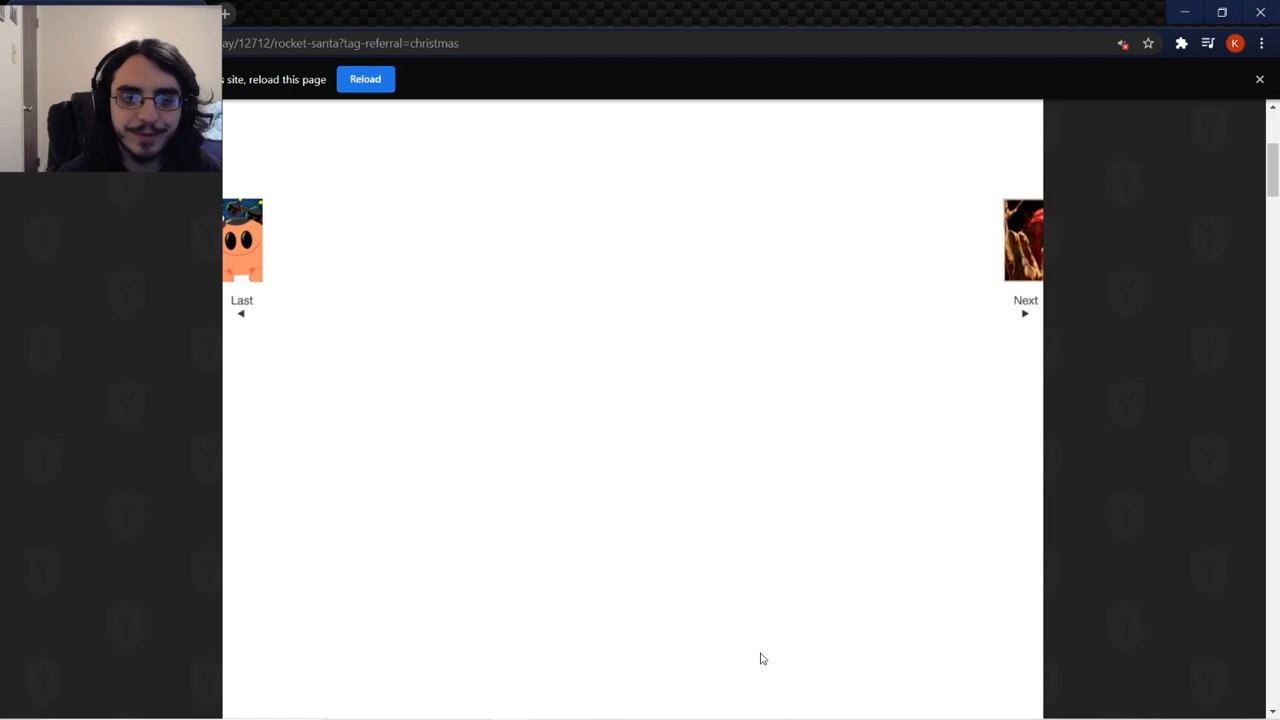 ay/12712/rocket-santa?tag-referral=christmas
K
s site, reload this page
Reload
Last
Next